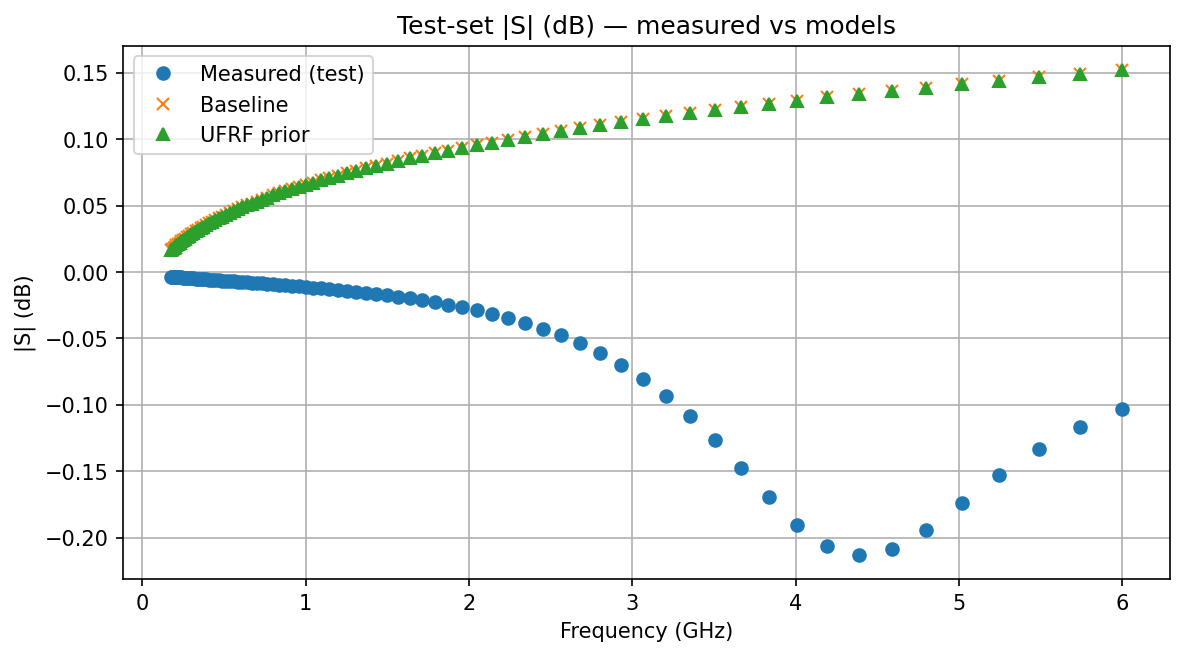 Test-set |S| (dB) — measured vs models
Measured (test)
Baseline
UFRF prior
|S| (dB)
0.15
0.10
0.05
0.00
−0.05
−0.10
−0.15
−0.20
0 1 2 3 4 5 6
Frequency (GHz)